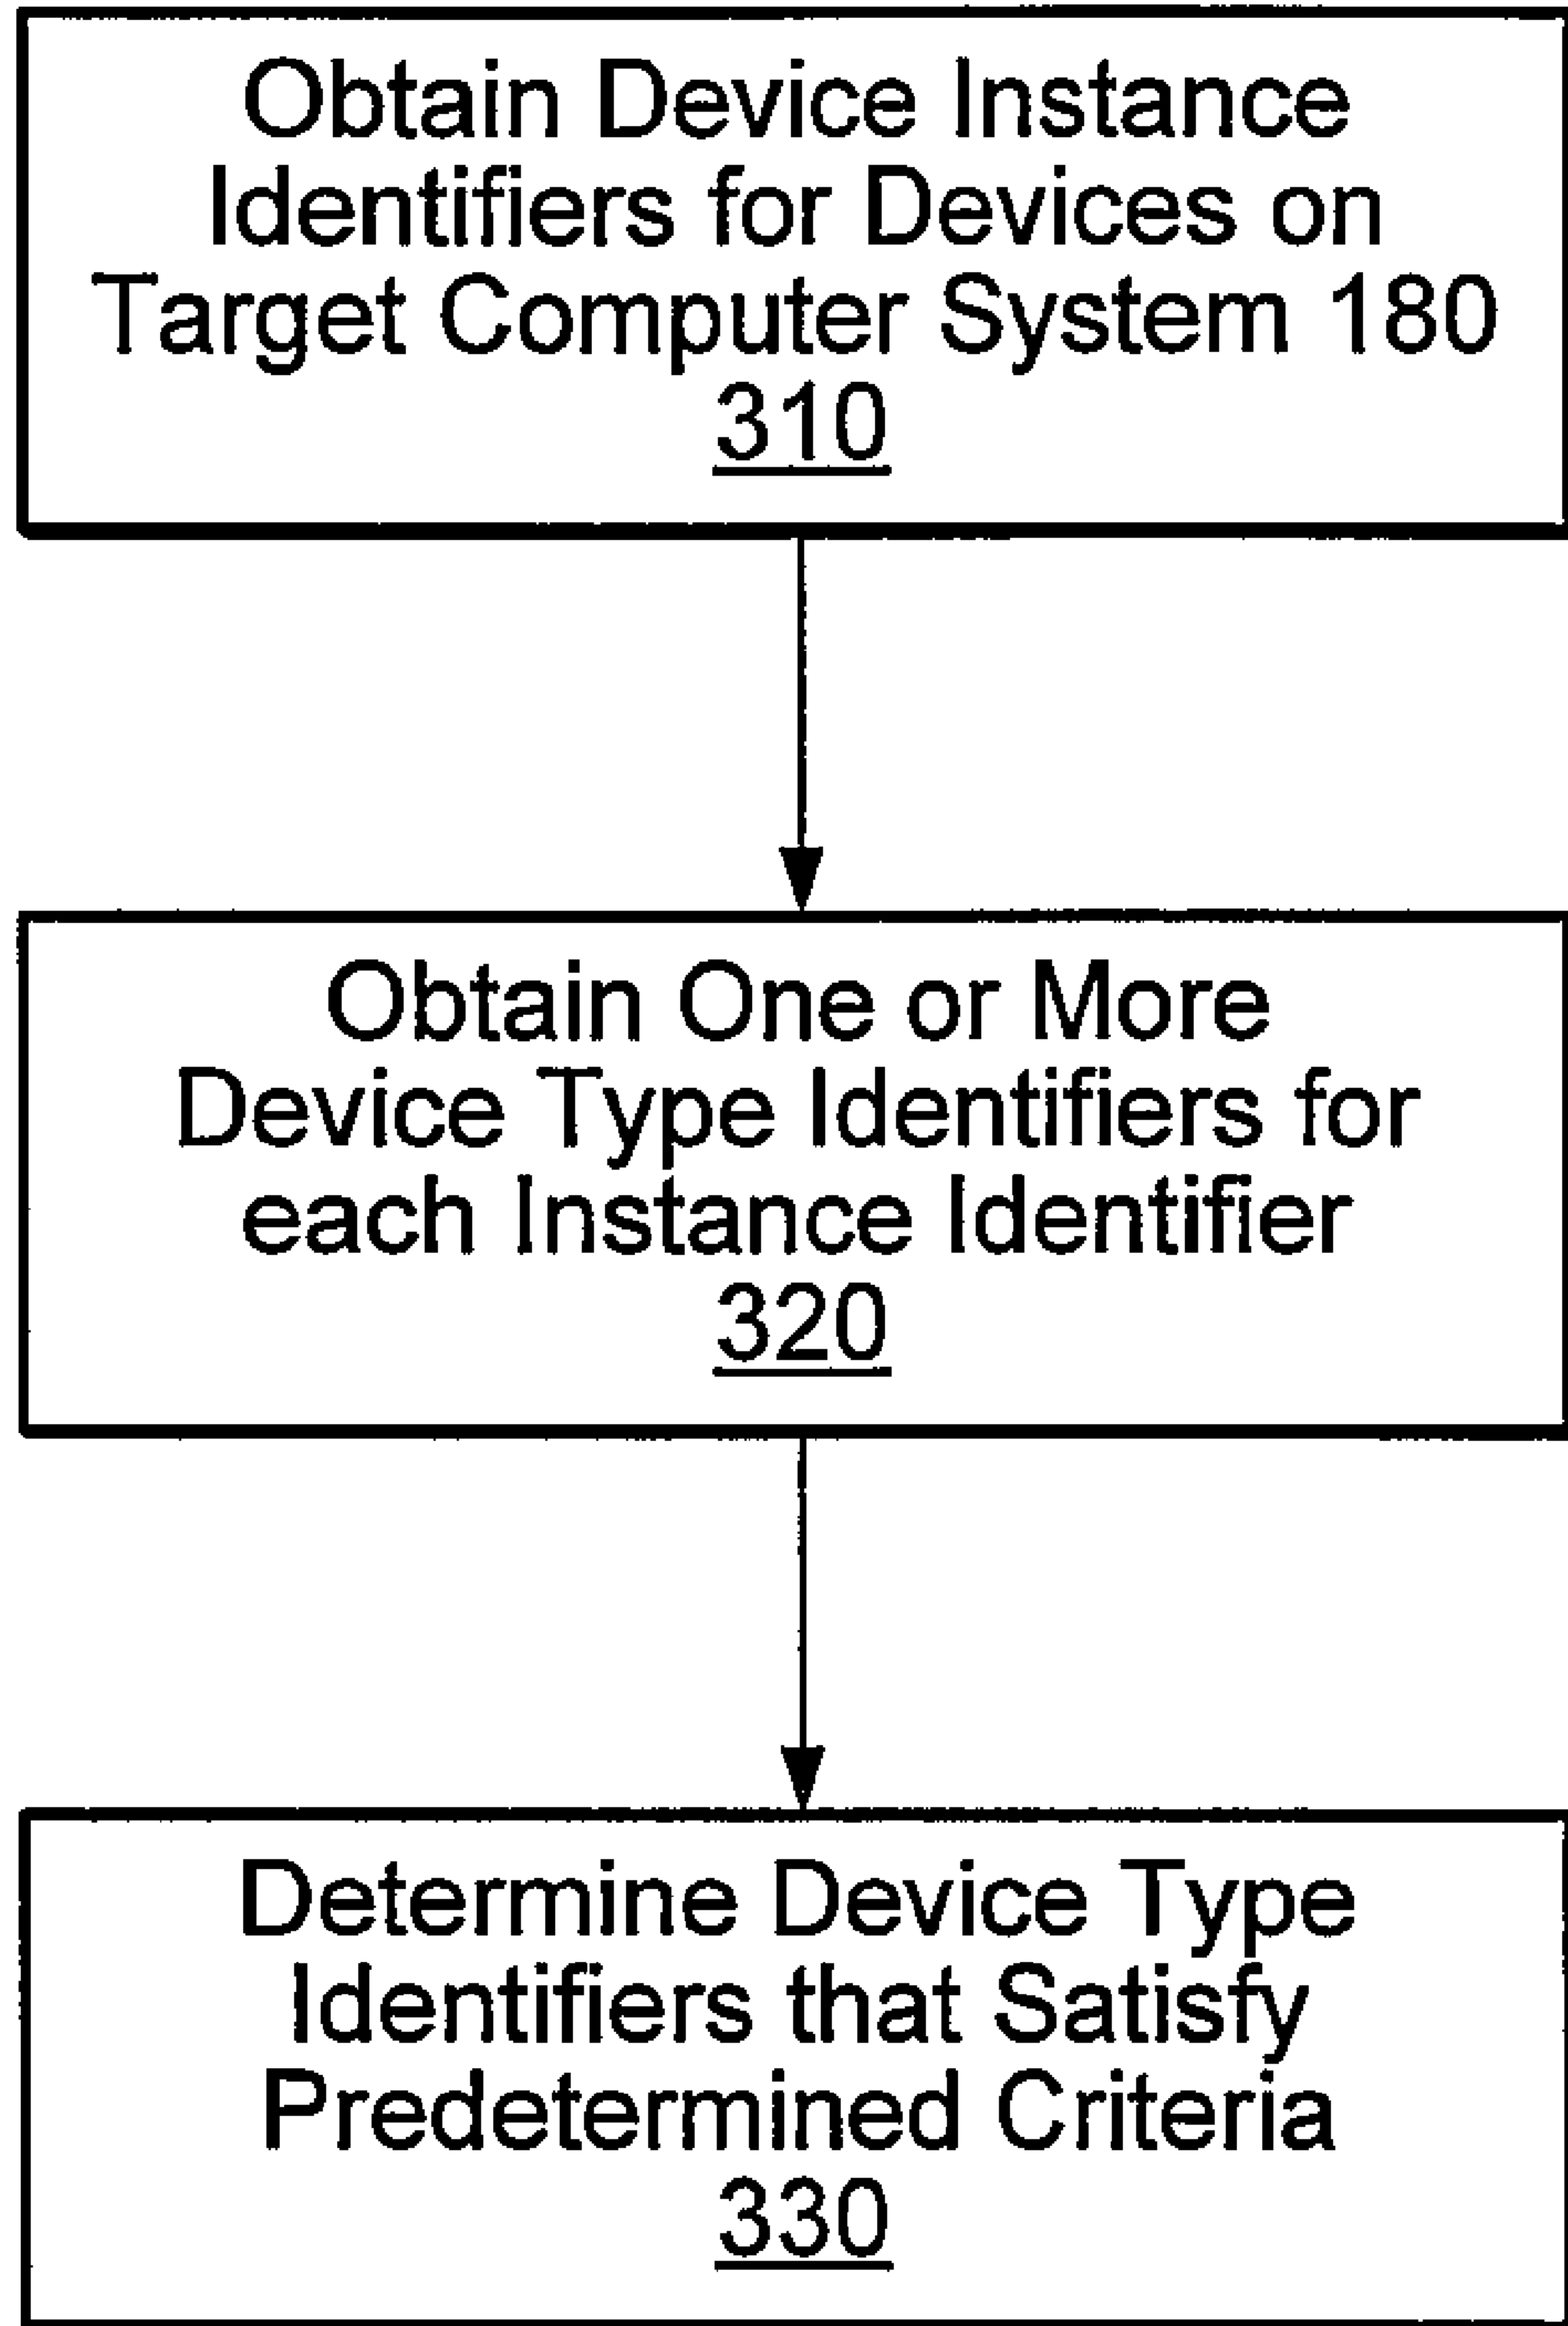 Obtain Device Instance
Identifiers for Devices on
Target Computer System 180
310
Obtain One or More
Device Type Identifiers for
each Instance Identifier
320
Determine Device Type
Identifiers that Satisfy
Predetermined Criteria
330